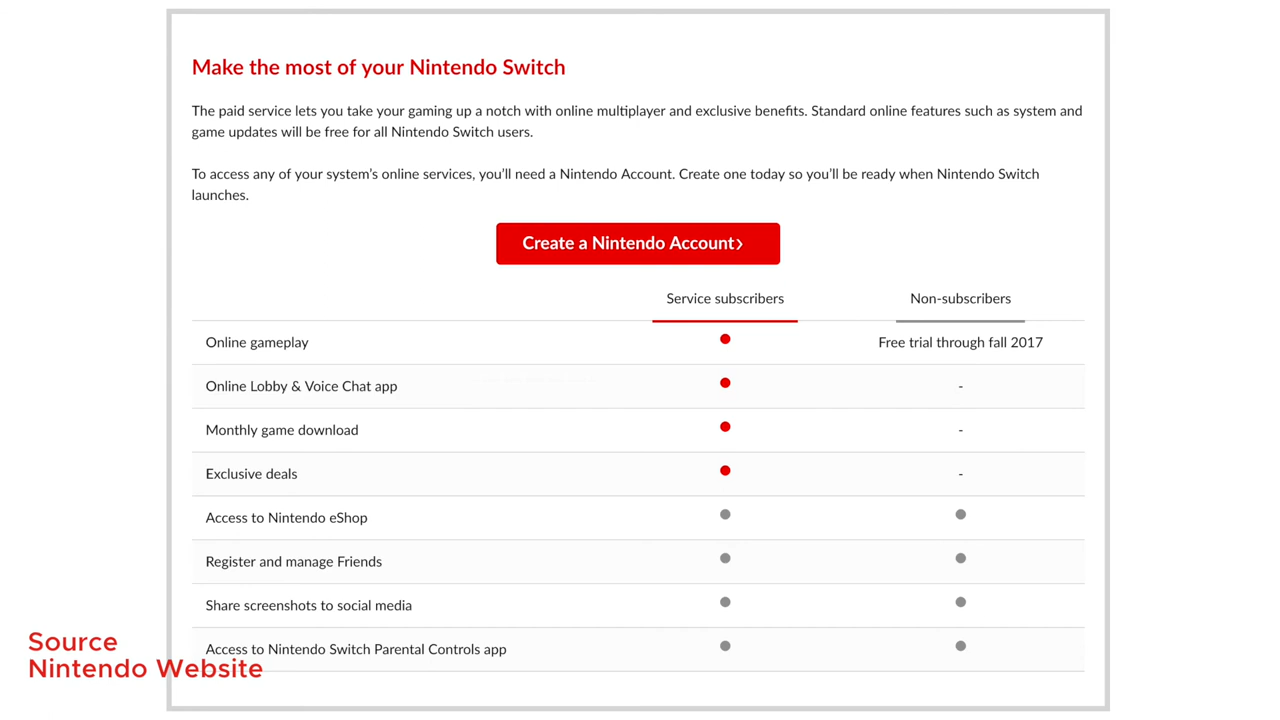 Make the most of your Nintendo Switch
The paid service lets you take your gaming up a notch with online multiplayer and exclusive benefits. Standard online features such as system and
game updates will be free for all Nintendo Switch users.
To access any of your system's online services, you'll need a Nintendo Account. Create one today so you'll be ready when Nintendo Switch
launches.
Create a Nintendo Account›
Service subscribers Non-subscribers
Online gameplay Free trial through fall 2017
Online Lobby & Voice Chat app -
Monthly game download -
Exclusive deals -
Access to Nintendo eShop
Register and manage Friends
Share screenshots to social media
Access to Nintendo Switch Parental Controls app
Source
Nintendo Website